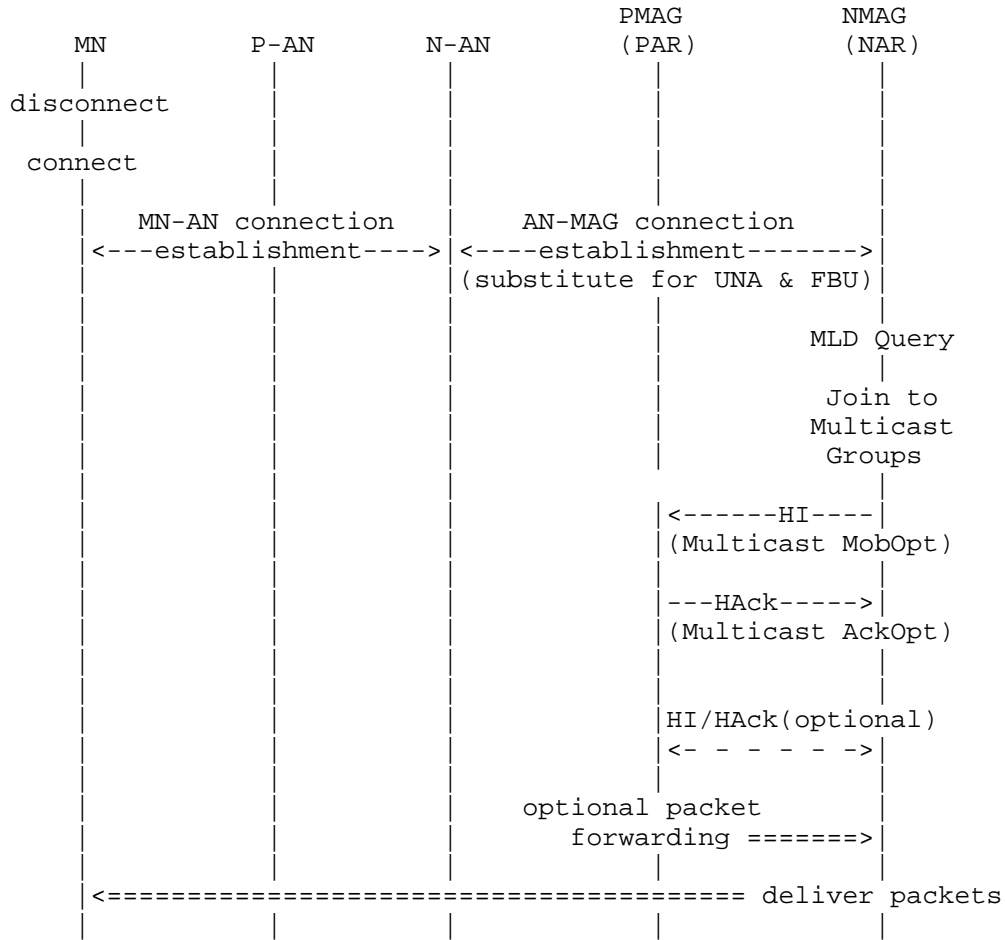 PMAG NMAG
MN P-AN N-AN (PAR) (NAR)
disconnect
connect
MN-AN connection AN-MAG connection
<---establishment----> <----establishment------->
(substitute for UNA & FBU)
MLD Query
Join to
Multicast
Groups
<------HI----
(Multicast MobOpt)
---HAck----->
(Multicast AckOpt)
HI/HAck(optional)
<- - - - - ->
optional packet
forwarding =======>
<======================================== deliver packets